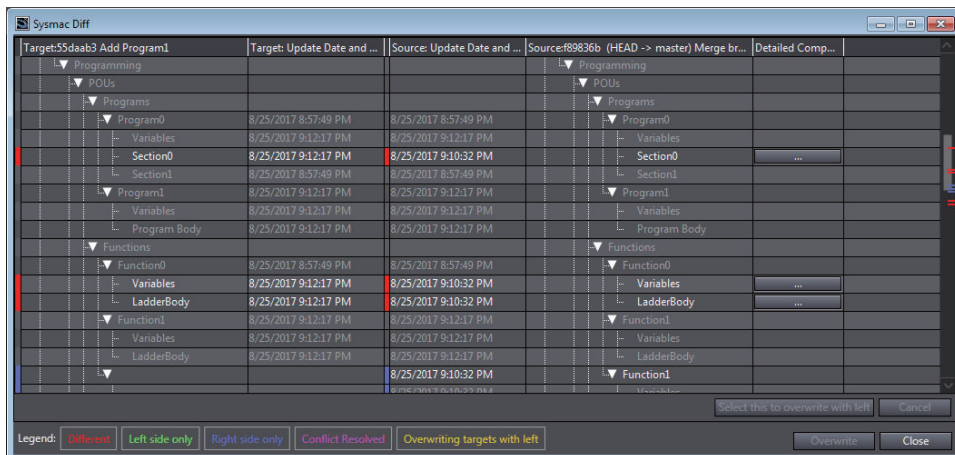 Sysmac Diff
Target:55daab3 Add Program1 Target: Update Date and ... Source: Update Date and ... Source:f89836b (HEAD -> master) Merge br... Detailed Comp...
Programming Programming
POUs POUs
Programs Programs
Program0 8/25/2017 8:57:49 PM 8/25/2017 8:57:49 PM Program0
Variables 8/25/2017 9:12:17 PM 8/25/2017 9:12:17 PM Variables
Section0 8/25/2017 9:12:17 PM 8/25/2017 9:10:32 PM Section0 ...
Section1 8/25/2017 8:57:49 PM 8/25/2017 8:57:49 PM Section1
Program1 8/25/2017 9:12:17 PM 8/25/2017 9:12:17 PM Program1
Variables 8/25/2017 9:12:17 PM 8/25/2017 9:12:17 PM Variables
Program Body 8/25/2017 9:12:17 PM 8/25/2017 9:12:17 PM Program Body
Functions Functions
Function0 8/25/2017 8:57:49 PM 8/25/2017 8:57:49 PM Function0
Variables 8/25/2017 9:12:17 PM 8/25/2017 9:10:32 PM Variables ...
LadderBody 8/25/2017 9:12:17 PM 8/25/2017 9:10:32 PM LadderBody ...
Function1 8/25/2017 9:12:17 PM 8/25/2017 9:12:17 PM Function1
Variables 8/25/2017 9:12:17 PM 8/25/2017 9:12:17 PM Variables
LadderBody 8/25/2017 9:12:17 PM 8/25/2017 9:12:17 PM LadderBody
8/25/2017 9:10:32 PM Function1
8/25/2017 9:10:32 PM Variables
Select this to overwrite with left Cancel
Legend: Different Left side only Right side only Conflict Resolved Overwriting targets with left Overwrite Close